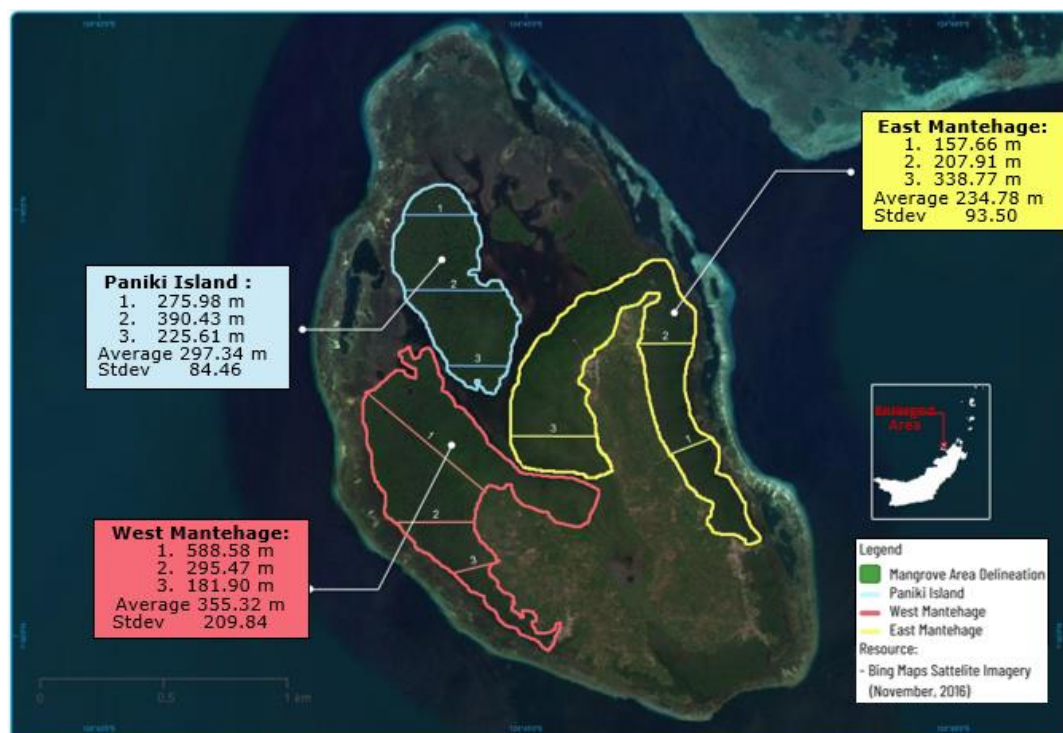 East Mantehage:
1. 157.66 m
2. 207.91 m
3. 338.77 m
Average 234.78 m
Stdev 93.50
1
2
3
2
3
1
1
2
3
Paniki Island :
1. 275.98 m
2. 390.43 m
3. 225.61 m
Average 297.34 m
Stdev 84.46
West Mantehage:
1. 588.58 m
2. 295.47 m
3. 181.90 m
Average 355.32 m
Stdev 209.84
Area
Legend
Mangrove Area Delineation
Paniki Island
West Mantehage
East Mantehage
Resource:
- Bing Maps Sattelite Imagery
(November, 2016)
0 0.5 1 km